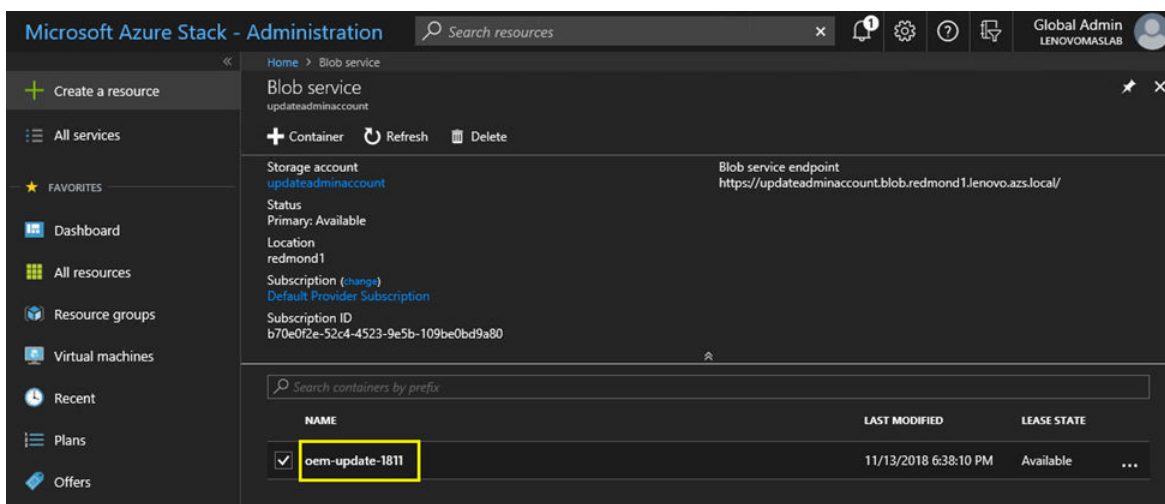 Microsoft Azure Stack - Administration
Search resources
1
Global Admin
LENOVOMASLAB
Home > Blob service
Create a resource
All services
FAVORITES
Dashboard
All resources
Resource groups
Virtual machines
Recent
Plans
Offers
Blob service
updateadminaccount
Container
Refresh
Delete
Storage account
updateadminaccount
Status
Primary: Available
Location
redmond1
Subscription (change)
Default Provider Subscription
Subscription ID
b70e0f2e-52c4-4523-9e5b-109be0bd9a80
Blob service endpoint
https://updateadminaccount.blob.redmond1.lenovo.azs.local/
Search containers by prefix
NAME LAST MODIFIED LEASE STATE
oem-update-1811 11/13/2018 6:38:10 PM Available